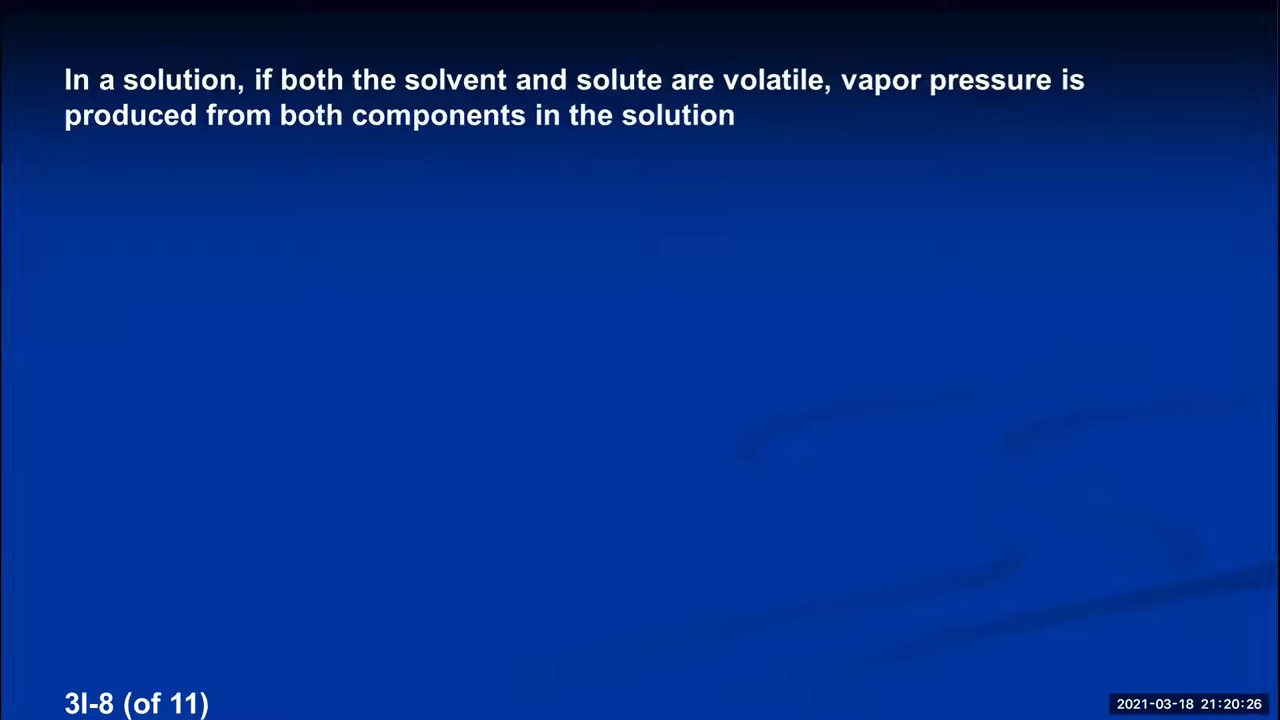 In a solution, if both the solvent and solute are volatile, vapor pressure is
produced from both components in the solution
3I-8 (of 11)
2021-03-18 21:20:26